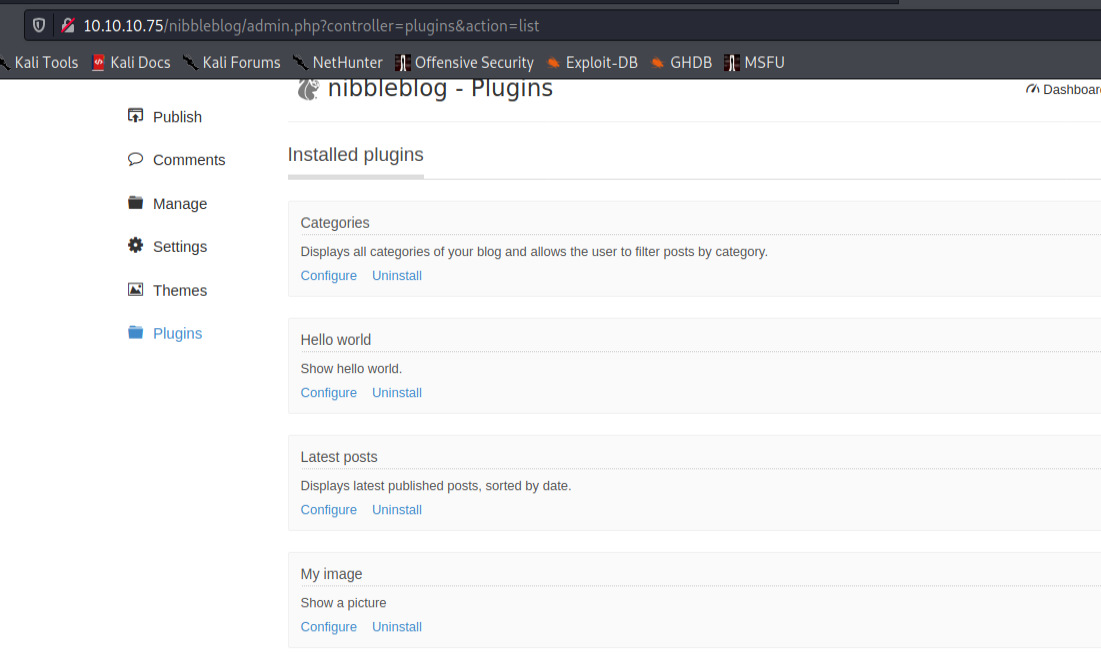 10.10.10.75/nibbleblog/admin.php?controller=plugins&action=list
Kali Tools Kali Docs Kali Forums NetHunter Offensive Security Exploit-DB GHDB MSFU
nibbleblog - Plugins
Dashboar
Publish
Comments
Manage
Settings
Themes
Plugins
Installed plugins
Categories
Displays all categories of your blog and allows the user to filter posts by category.
Configure Uninstall
Hello world
Show hello world.
Configure Uninstall
Latest posts
Displays latest published posts, sorted by date.
Configure Uninstall
My image
Show a picture
Configure Uninstall